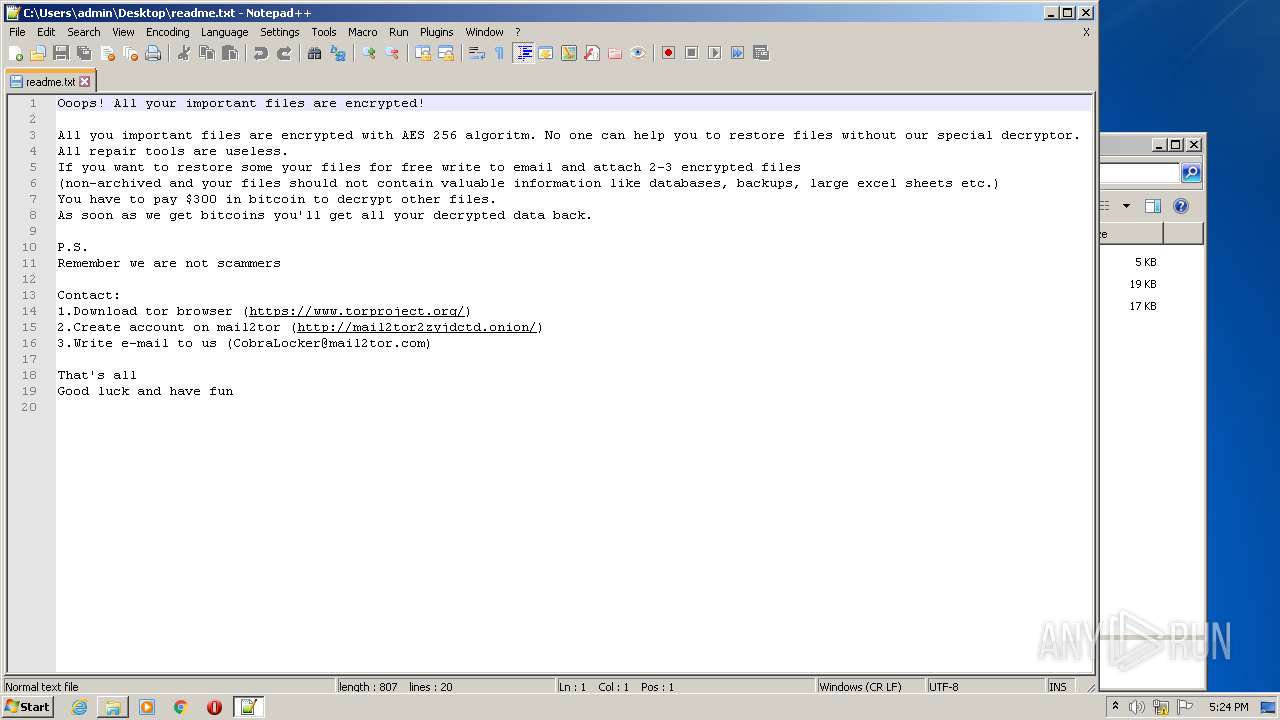 C:\Users\admin\Desktop\readme.txt - Notepad++
File Edit Search View Encoding Language Settings Tools Macro Run Plugins Window ? X
readme.txt
1 Ooops! All your important files are encrypted!
2
3 All you important files are encrypted with AES 256 algoritm. No one can help you to restore files without our special decryptor.
4 All repair tools are useless.
5 If you want to restore some your files for free write to email and attach 2-3 encrypted files
6 (non-archived and your files should not contain valuable information like databases, backups, large excel sheets etc.)
7 You have to pay $300 in bitcoin to decrypt other files.
8 As soon as we get bitcoins you'll get all your decrypted data back.
9
10 P.S.
11 Remember we are not scammers
12
13 Contact:
14 1.Download tor browser (https://www.torproject.org/)
15 2.Create account on mail2tor (http://mail2tor2zyjdctd.onion/)
16 3.Write e-mail to us (CobraLocker@mail2tor.com)
17
18 That's all
19 Good luck and have fun
20
5 KB
19 KB
17 KB
ANY RUN
Normal text file length : 807 lines : 20 Ln : 1 Col : 1 Pos : 1 Windows (CR LF) UTF-8 INS
Start 5:24 PM